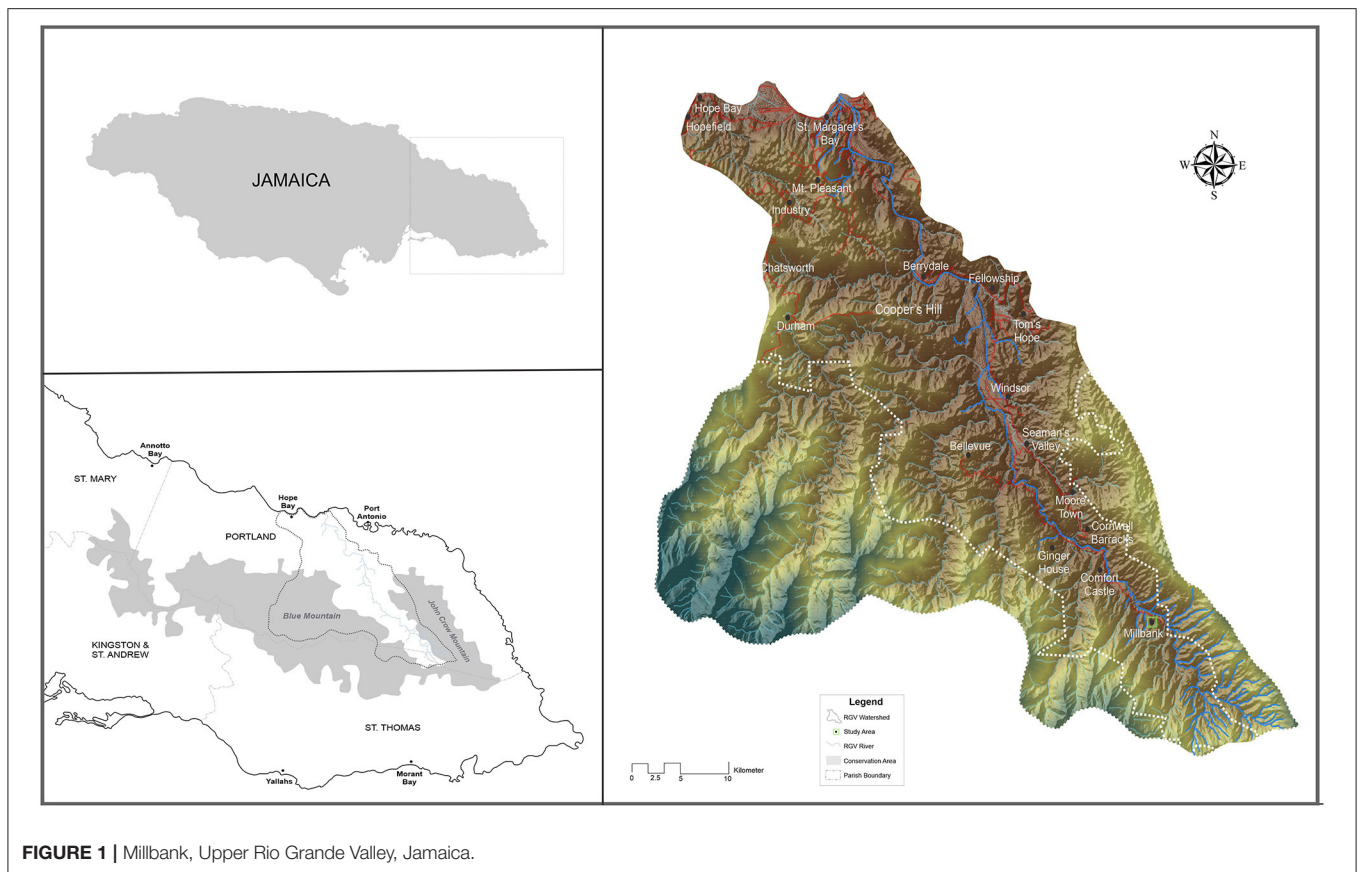 JAMAICA
Annotto
Bay
ST. MARY
Hope
Bay
Port
Antonio
PORTLAND
Blue Mountain
John Crow Mountain
KINGSTON &
ST. ANDREW
ST. THOMAS
Yallahs
Morant
Bay
Hope Bay
Hopefield
St. Margaret's
Bay
Mt. Pleasant
Industry
Chatsworth
Berrydale
Fellowship
Cooper's Hill
Durham
Tom's
Hope
Windsor
Seaman's
Valley
Bellevue
Moore
Town
Cornwall
Barracks
Ginger
House
Comfort
Castle
Millbank
N
W E
S
Legend
RGV Watershed
Study Area
RGV River
Conservation Area
Parish Boundary
Kilometer
0 2.5 5 10
FIGURE 1 | Millbank, Upper Rio Grande Valley, Jamaica.